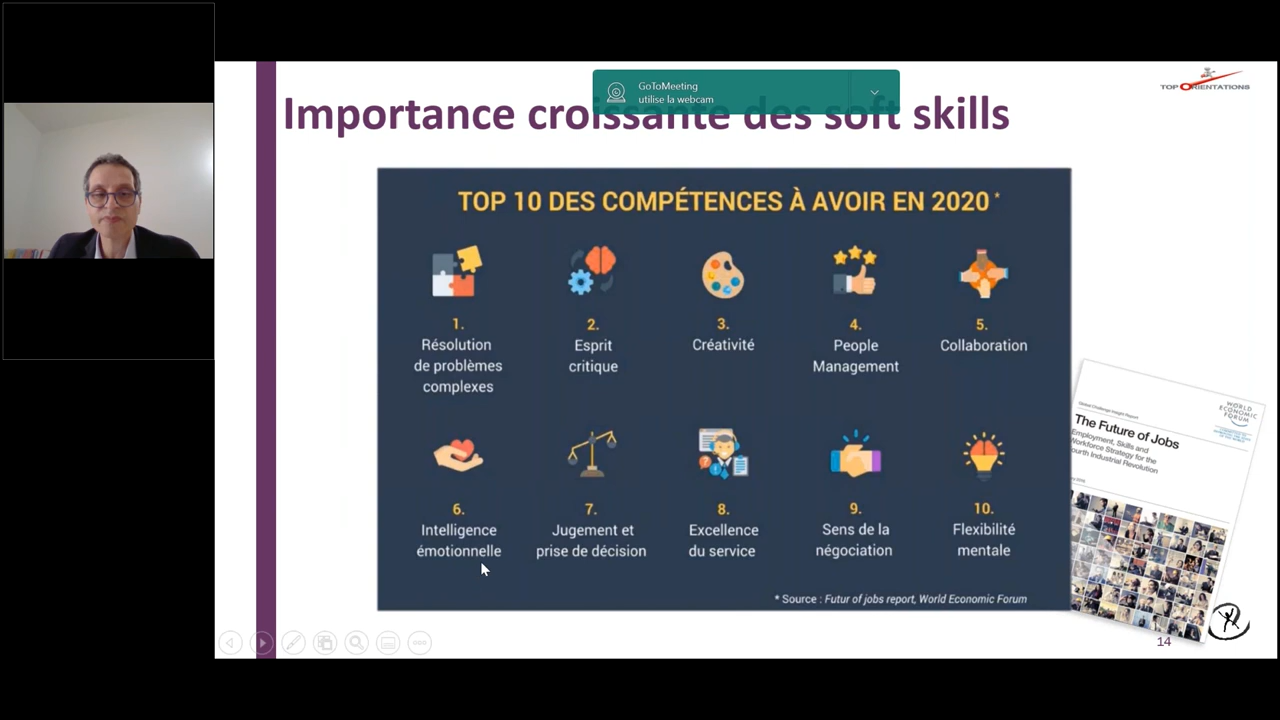 GoToMeeting
utilise la webcam
TOP ORIENTATIONS
Importance croissante des soft skills
TOP 10 DES COMPÉTENCES À AVOIR EN 2020 *
1.
Résolution
de problèmes
complexes
2.
Esprit
critique
3.
Créativité
4.
People
Management
5.
Collaboration
6.
Intelligence
émotionnelle
7.
Jugement et
prise de décision
8.
Excellence
du service
9.
Sens de la
négociation
10.
Flexibilité
mentale
* Source : Futur of jobs report, World Economic Forum
WORLD
ECONOMIC
FORUM
Global Challenge Insight Report
The Future of Jobs
Employment, Skills and
Workforce Strategy for the
Fourth Industrial Revolution
14